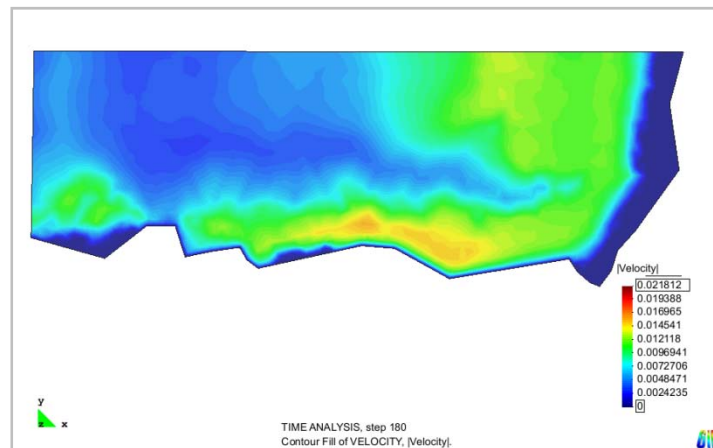 |Velocity|
0.021812
0.019388
0.016965
0.014541
0.012118
0.0096941
0.0072706
0.0048471
0.0024235
0
y
z x
TIME ANALYSIS, step 180
Contour Fill of VELOCITY, |Velocity|.